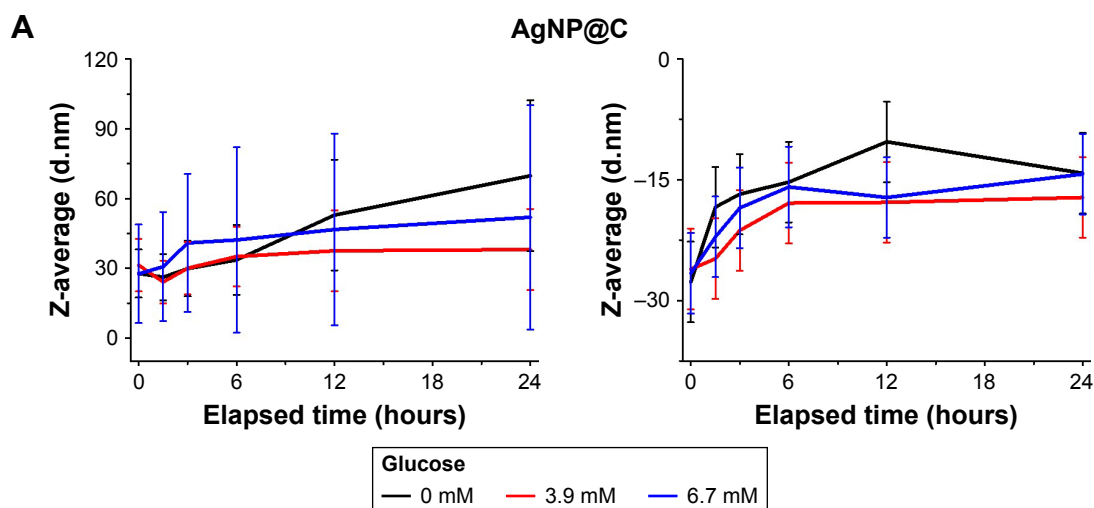 A
AgNP@C
Z-average (d.nm)
120
90
60
30
0
0
6
12
18
24
Elapsed time (hours)
Z-average (d.nm)
0
–15
–30
0
6
12
18
24
Elapsed time (hours)
Glucose
0 mM 3.9 mM 6.7 mM